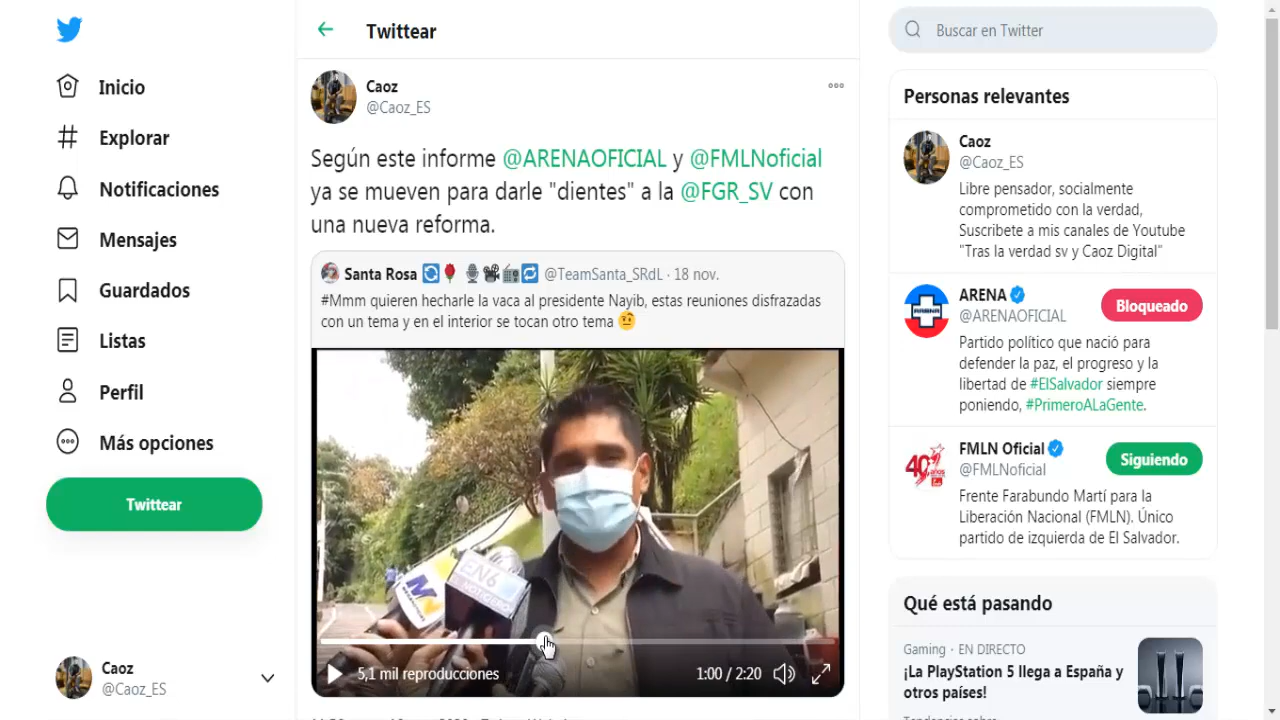 Inicio
Explorar
Notificaciones
Mensajes
Guardados
Listas
Perfil
Más opciones
Twittear
Caoz
@Caoz_ES
Twittear
Caoz
@Caoz_ES
Según este informe @ARENAOFICIAL y @FMLNoficial
ya se mueven para darle "dientes" a la @FGR_SV con
una nueva reforma.
Santa Rosa @TeamSanta_SRdL · 18 nov.
#Mmm quieren hecharle la vaca al presidente Nayib, estas reuniones disfrazadas
con un tema y en el interior se tocan otro tema
EN6
5,1 mil reproducciones
1:00 / 2:20
Buscar en Twitter
Personas relevantes
Caoz
@Caoz_ES
Libre pensador, socialmente
comprometido con la verdad,
Suscribete a mis canales de Youtube
"Tras la verdad sv y Caoz Digital"
ARENA
@ARENAOFICIAL
Bloqueado
Partido político que nació para
defender la paz, el progreso y la
libertad de #ElSalvador siempre
poniendo, #PrimeroALaGente.
FMLN Oficial
@FMLNoficial
Siguiendo
Frente Farabundo Martí para la
Liberación Nacional (FMLN). Único
partido de izquierda de El Salvador.
Qué está pasando
Gaming · EN DIRECTO
¡La PlayStation 5 llega a España y
otros países!